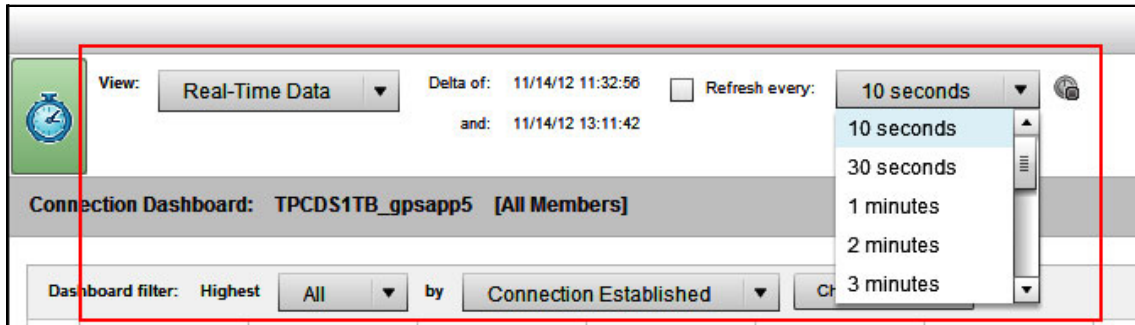 View: Real-Time Data Delta of: 11/14/12 11:32:56 Refresh every: 10 seconds
and: 11/14/12 13:11:42
10 seconds
30 seconds
1 minutes
2 minutes
3 minutes
Connection Dashboard: TPCDS1TB_gpsapp5 [All Members]
Dashboard filter: Highest All by Connection Established